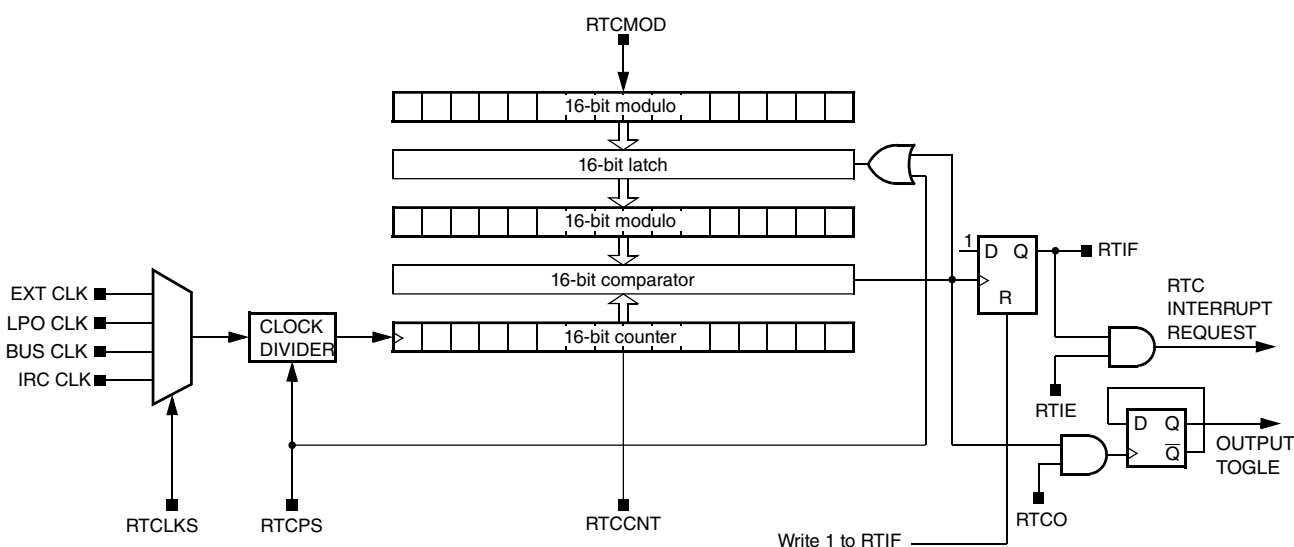 RTCMOD
16-bit modulo
16-bit latch
16-bit modulo
1
D Q
R
RTIF
16-bit comparator
EXT CLK
LPO CLK
BUS CLK
IRC CLK
CLOCK
DIVIDER
16-bit counter
RTC
INTERRUPT
REQUEST
RTIE
D Q
Q
OUTPUT
TOGLE
RTCLKS
RTCPS
RTCCNT
RTCO
Write 1 to RTIF